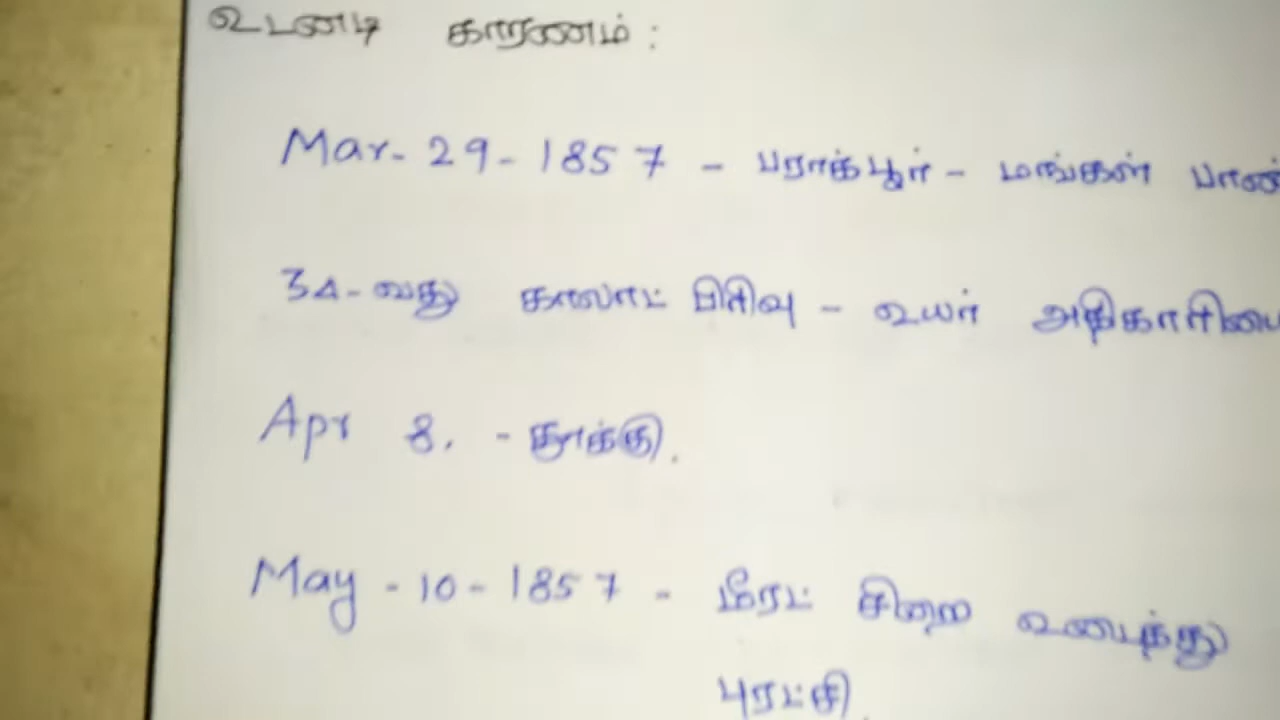 உடனடி காரணம் :
Mar- 29 - 1857 - பராக்பூர் - மங்கள் பாண்
34-வது காலாட் பிரிவு - உயர் அதிகாரியை
Apr 8. - தூக்கு.
May - 10 - 1857 - மீரட் சிறை உடைத்து
புரட்சி